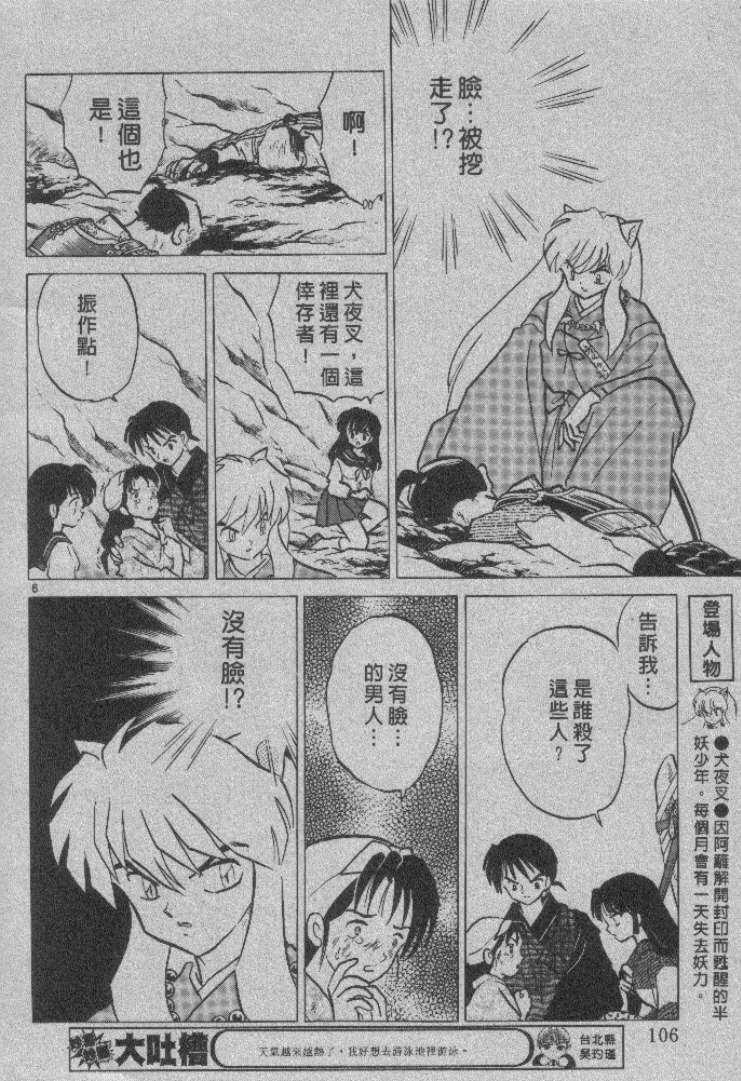 臉…被挖
走了!?
啊！
這個也
是！
犬夜叉，這
裡還有一個
倖存者！
振作點！
6
登場人物
●犬夜叉●因阿籬解開封印而甦醒的半
妖少年。每個月會有一天失去妖力。
告訴我…
是誰殺了
這些人？
沒有臉…
的男人…
沒有臉!?
106
大吐槽
天氣越來越熱了，我好想去游泳池裡游泳。
台北縣
吳玓瑾